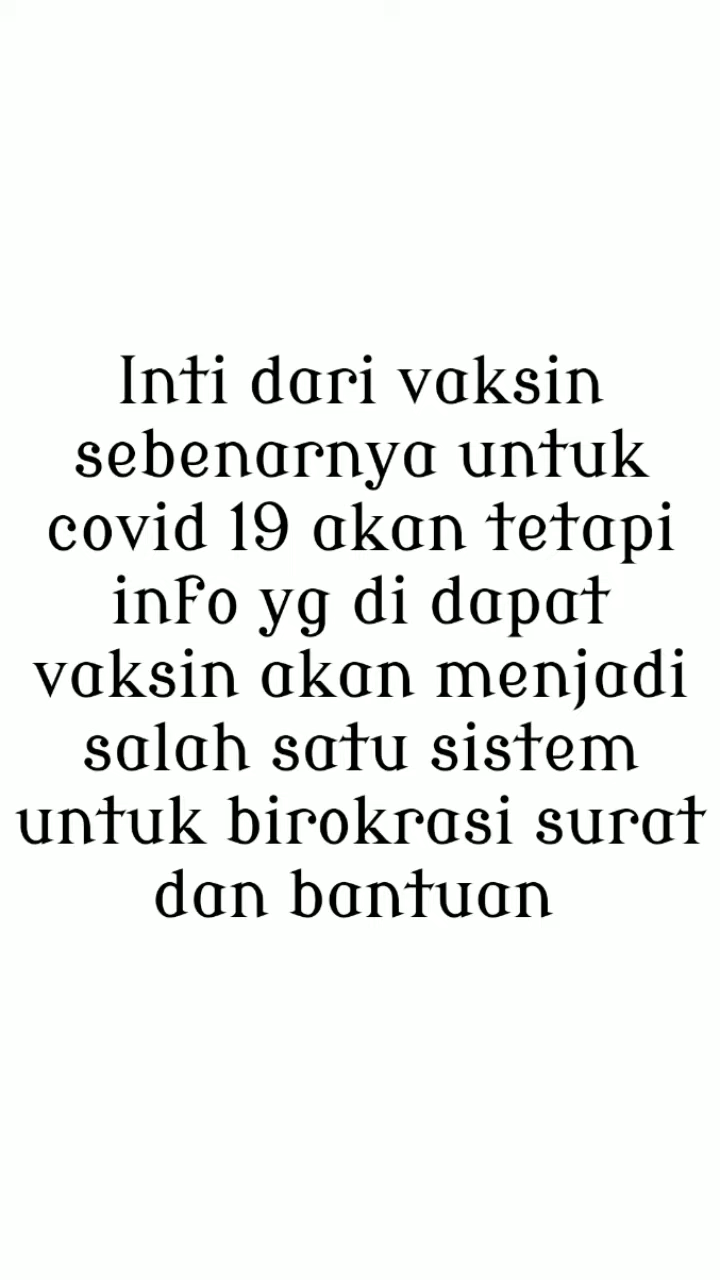 Inti dari vaksin
sebenarnya untuk
covid 19 akan tetapi
info yg di dapat
vaksin akan menjadi
salah satu sistem
untuk birokrasi surat
dan bantuan